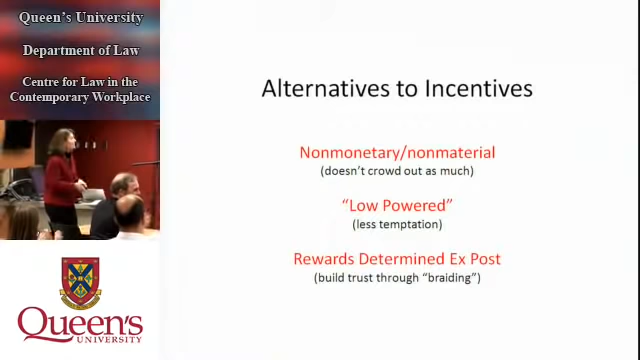 Queen's University
Department of Law
Centre for Law in the
Contemporary Workplace
Alternatives to Incentives
Nonmonetary/nonmaterial
(doesn't crowd out as much)
"Low Powered"
(less temptation)
Rewards Determined Ex Post
(build trust through "braiding")
Queen's
UNIVERSITY